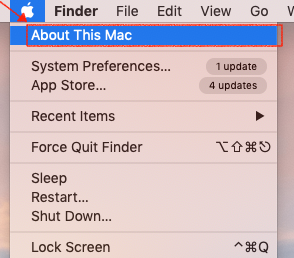 Finder File Edit View Go
About This Mac
System Preferences... 1 update
App Store... 4 updates
Recent Items
Force Quit Finder ⌥⇧⌘⎋
Sleep
Restart...
Shut Down...
Lock Screen ^⌘Q